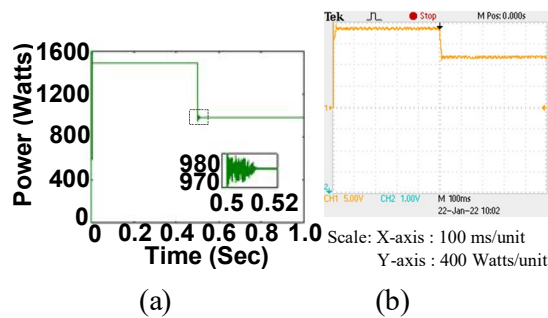 Power (Watts)
1600
1200
800
400
0
980
970
0.5 0.52
0 0.2 0.4 0.6 0.8 1.0
Time (Sec)
(a)
Tek Stop M Pos: 0.000s
1
2
CH1 5.00V CH2 1.00V M 100ms
22-Jan-22 10:02
Scale: X-axis : 100 ms/unit
Y-axis : 400 Watts/unit
(b)